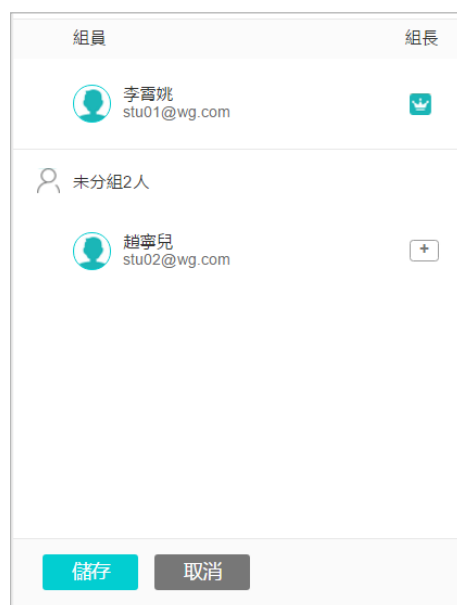 組員 組長
李霄姚
stu01@wg.com
未分組2人
趙寧兒
stu02@wg.com
+
儲存 取消